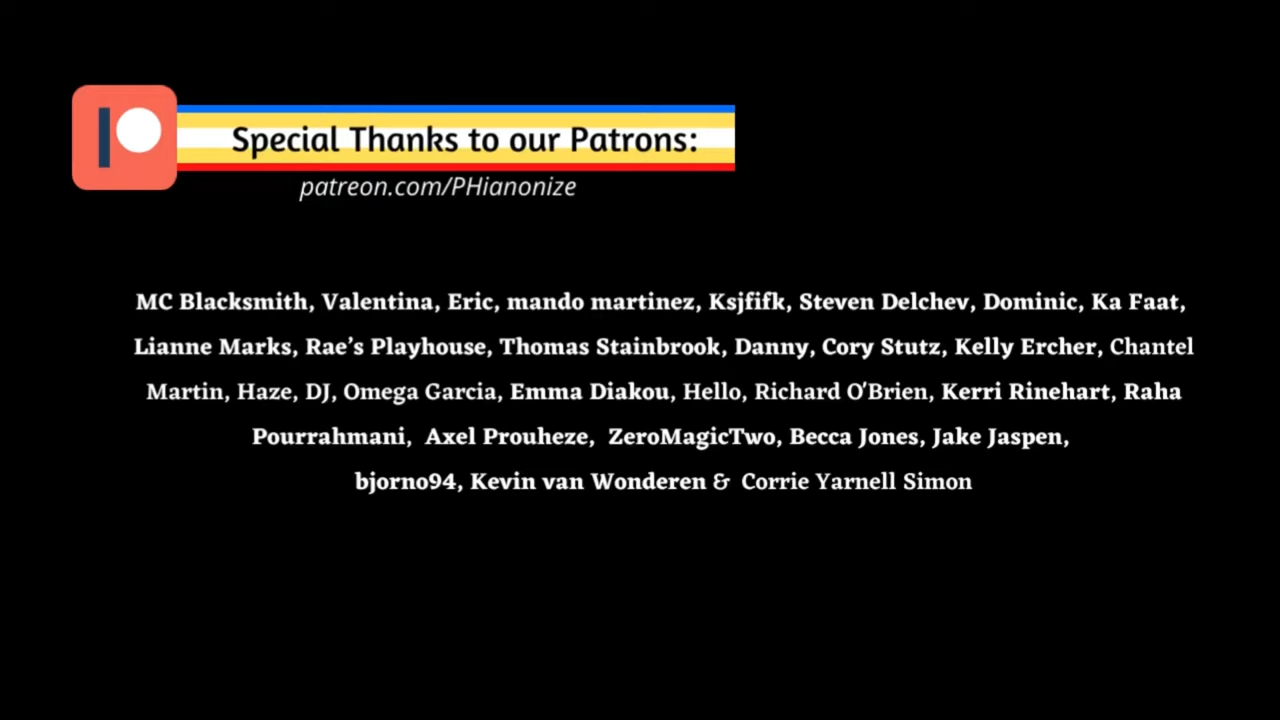 Special Thanks to our Patrons:
patreon.com/PHianonize
MC Blacksmith, Valentina, Eric, mando martinez, Ksjfifk, Steven Delchev, Dominic, Ka Faat,
Lianne Marks, Rae’s Playhouse, Thomas Stainbrook, Danny, Cory Stutz, Kelly Ercher, Chantel
Martin, Haze, DJ, Omega Garcia, Emma Diakou, Hello, Richard O'Brien, Kerri Rinehart, Raha
Pourrahmani, Axel Prouheze, ZeroMagicTwo, Becca Jones, Jake Jaspen,
bjorno94, Kevin van Wonderen & Corrie Yarnell Simon